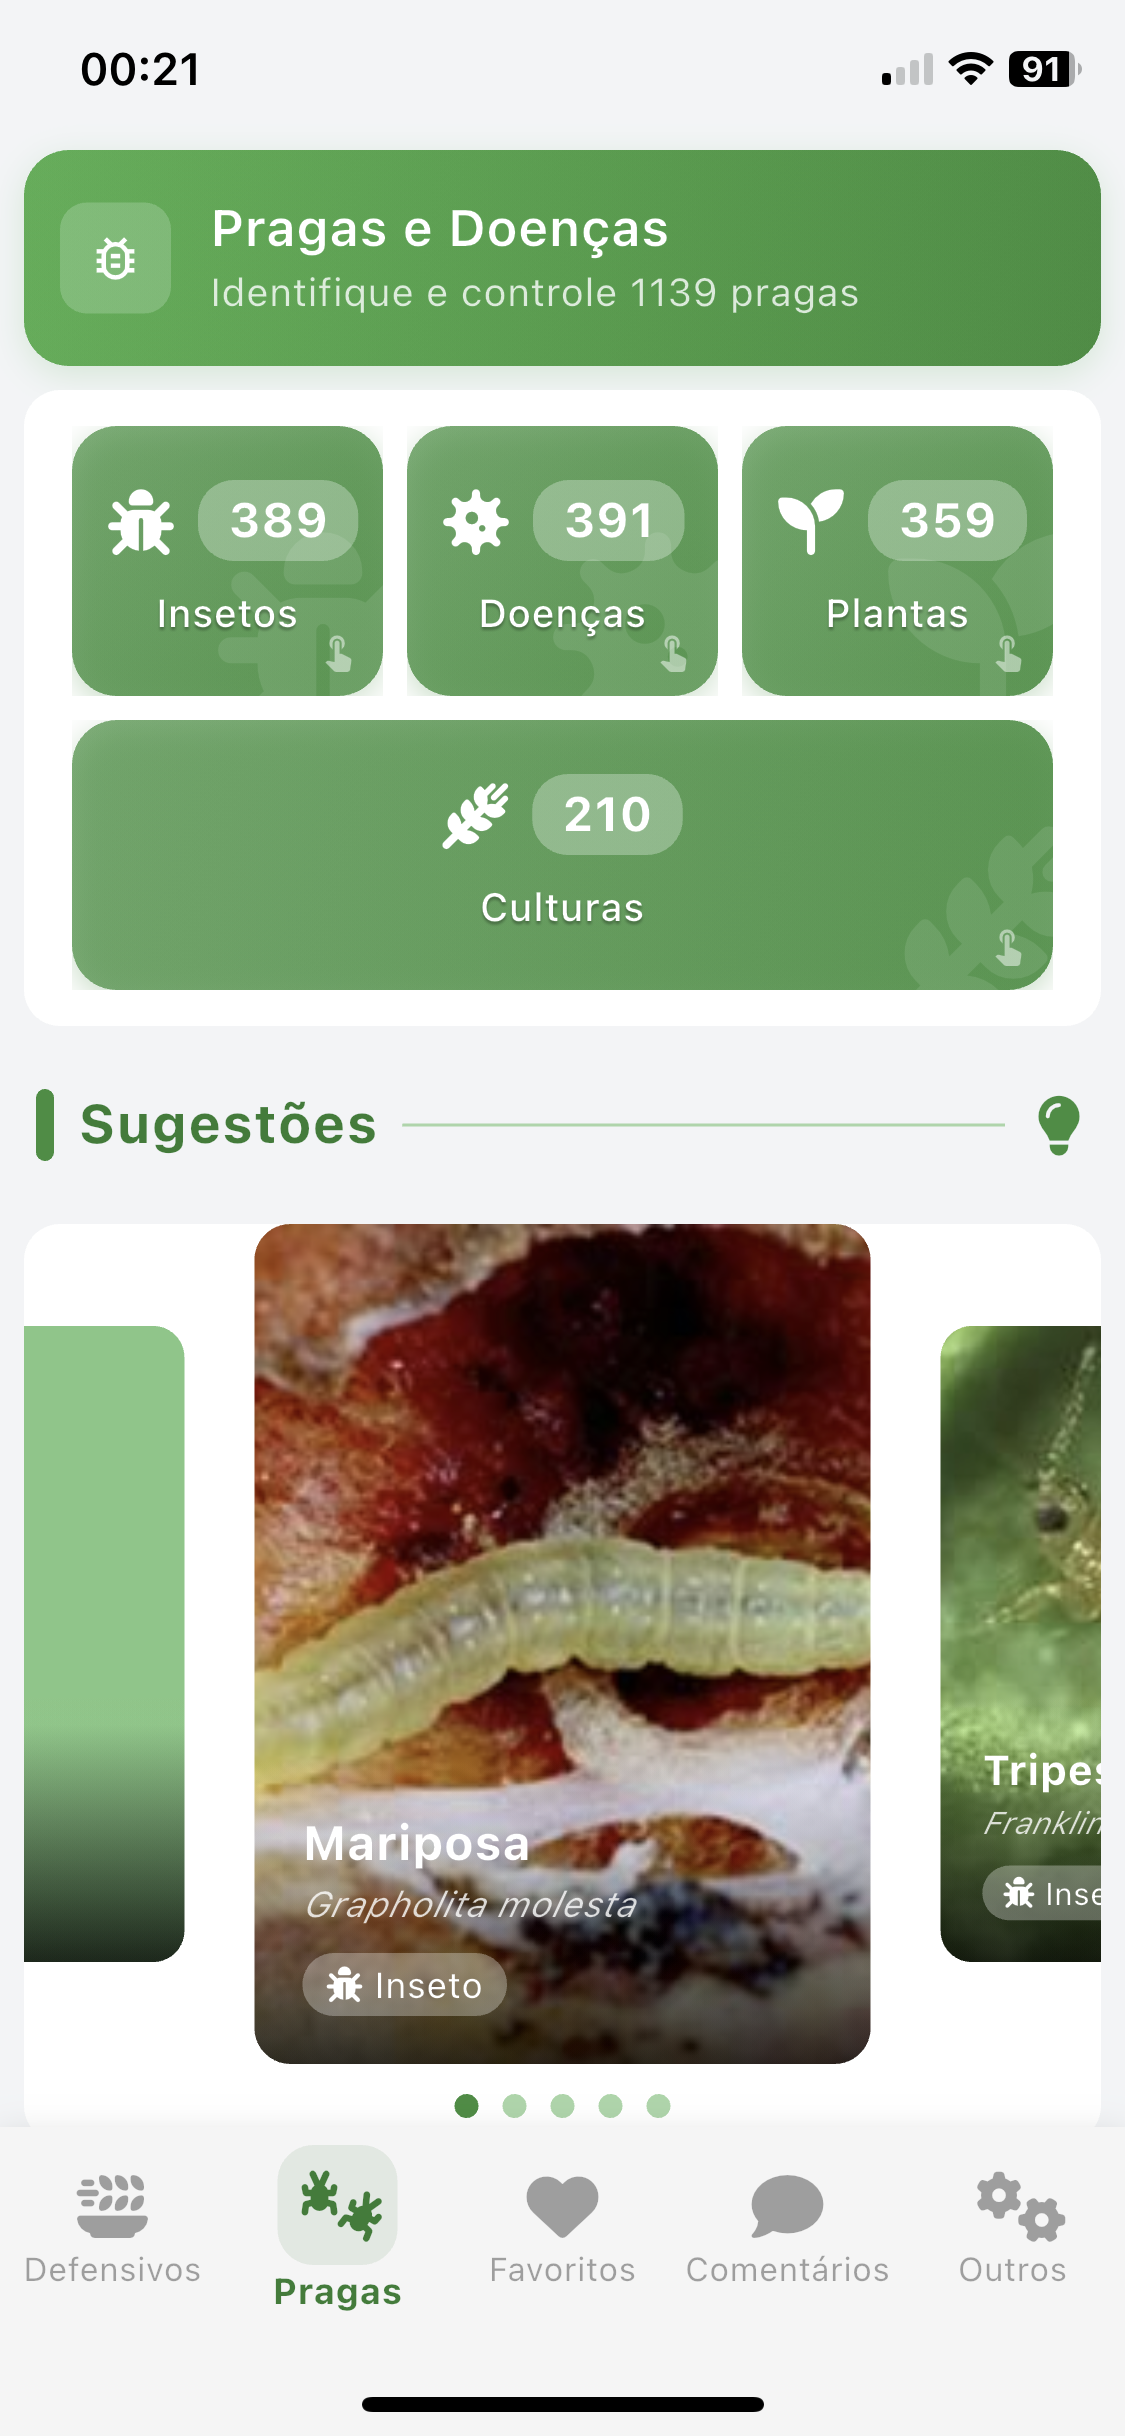 00:21
91
Pragas e Doenças
Identifique e controle 1139 pragas
389
391
359
Insetos
Doenças
Plantas
210
Culturas
Sugestões
Mariposa
Grapholita molesta
Inseto
Tripes
Franklin
Inse
Defensivos
Pragas
Favoritos
Comentários
Outros